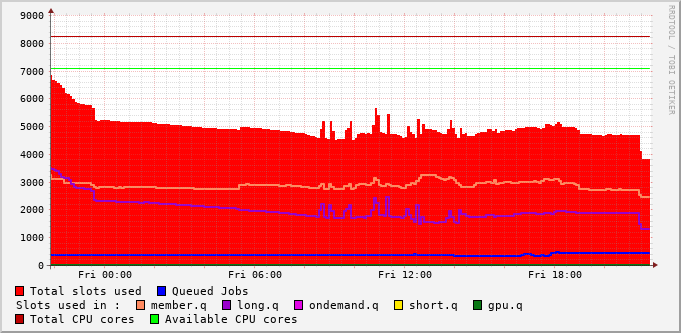 9000
8000
7000
6000
5000
4000
3000
2000
1000
0
Fri 00:00 Fri 06:00 Fri 12:00 Fri 18:00
RRDTOOL / TOBI OETIKER
Total slots used Queued Jobs
Slots used in : member.q long.q ondemand.q short.q gpu.q
Total CPU cores Available CPU cores